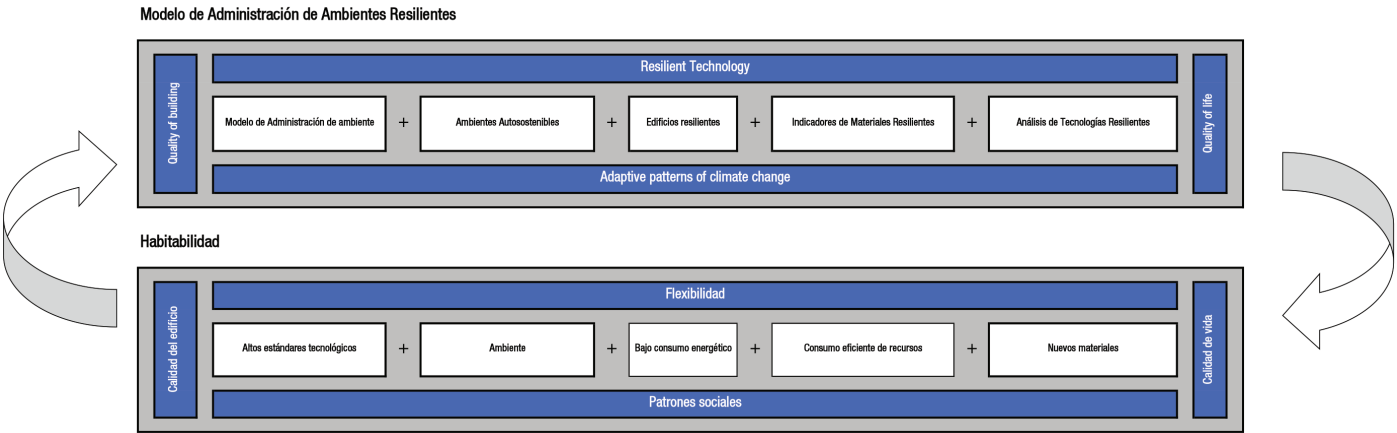 Modelo de Administración de Ambientes Resilientes
Quality of building
Resilient Technology
Modelo de Administración de ambiente
+
Ambientes Autosostenibles
+
Edificios resilientes
+
Indicadores de Materiales Resilientes
+
Análisis de Tecnologías Resilientes
Adaptive patterns of climate change
Quality of life
Habitabilidad
Calidad del edificio
Flexibilidad
Altos estándares tecnológicos
+
Ambiente
+
Bajo consumo energético
+
Consumo eficiente de recursos
+
Nuevos materiales
Patrones sociales
Calidad de vida